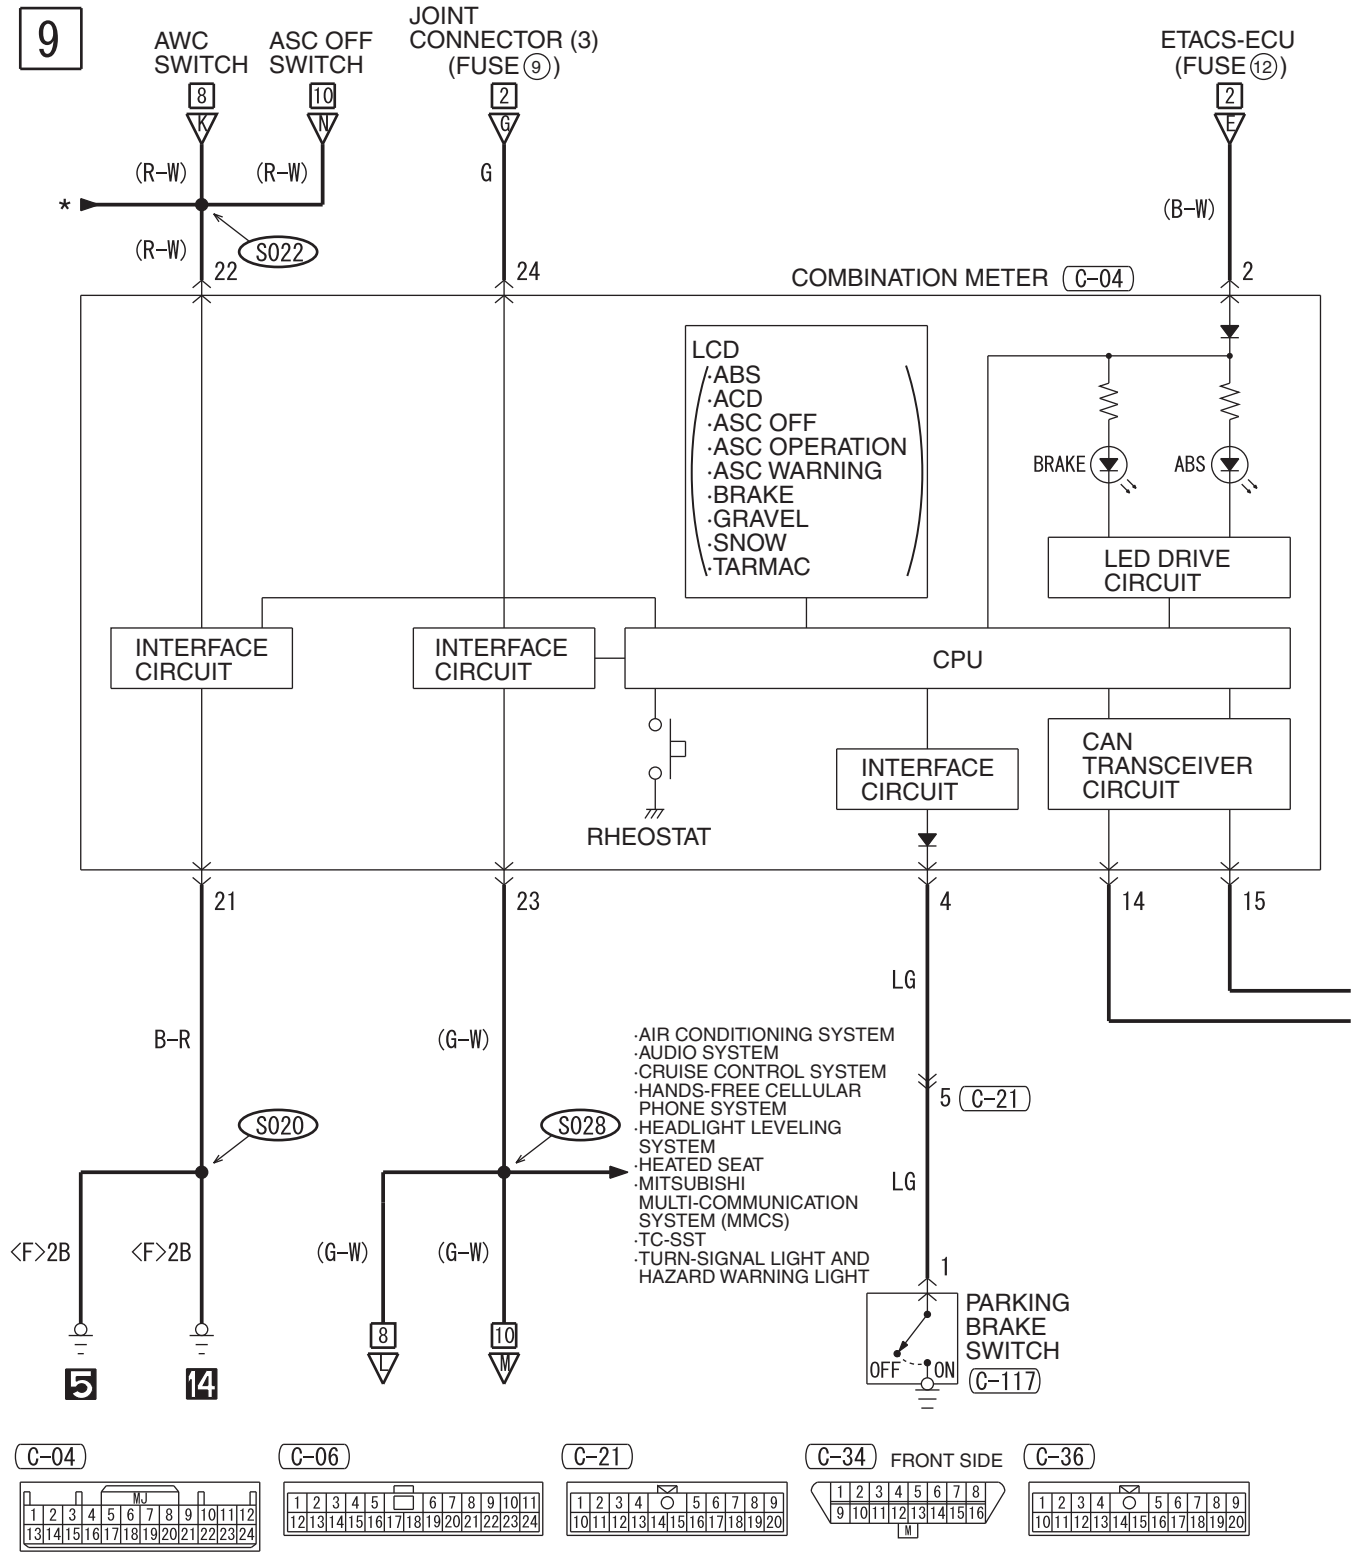 9
AWC
SWITCH
ASC OFF
SWITCH
JOINT
CONNECTOR (3)
(FUSE ⑨)
ETACS-ECU
(FUSE ⑫)
8
10
2
2
K
N
G
E
(R-W)
(R-W)
G
(B-W)
*
(R-W)
S022
22
24
COMBINATION METER
C-04
2
LCD
·ABS
·ACD
·ASC OFF
·ASC OPERATION
·ASC WARNING
·BRAKE
·GRAVEL
·SNOW
·TARMAC
BRAKE
ABS
LED DRIVE
CIRCUIT
INTERFACE
CIRCUIT
INTERFACE
CIRCUIT
CPU
INTERFACE
CIRCUIT
CAN
TRANSCEIVER
CIRCUIT
RHEOSTAT
21
23
4
14
15
LG
B-R
(G-W)
·AIR CONDITIONING SYSTEM
·AUDIO SYSTEM
·CRUISE CONTROL SYSTEM
·HANDS-FREE CELLULAR
PHONE SYSTEM
·HEADLIGHT LEVELING
SYSTEM
·HEATED SEAT
·MITSUBISHI
MULTI-COMMUNICATION
SYSTEM (MMCS)
·TC-SST
·TURN-SIGNAL LIGHT AND
HAZARD WARNING LIGHT
5
C-21
S020
S028
LG
<F>2B
<F>2B
(G-W)
(G-W)
1
PARKING
BRAKE
SWITCH
C-117
OFF
ON
8
10
L
M
5
14
C-04
C-06
C-21
C-34
FRONT SIDE
C-36
MJ
1 2 3 4 5 6 7 8 9 10 11 12
13 14 15 16 17 18 19 20 21 22 23 24
1 2 3 4 5 6 7 8 9 10 11
12 13 14 15 16 17 18 19 20 21 22 23 24
1 2 3 4 5 6 7 8 9
10 11 12 13 14 15 16 17 18 19 20
1 2 3 4 5 6 7 8
9 10 11 12 13 14 15 16
M
1 2 3 4 5 6 7 8 9
10 11 12 13 14 15 16 17 18 19 20